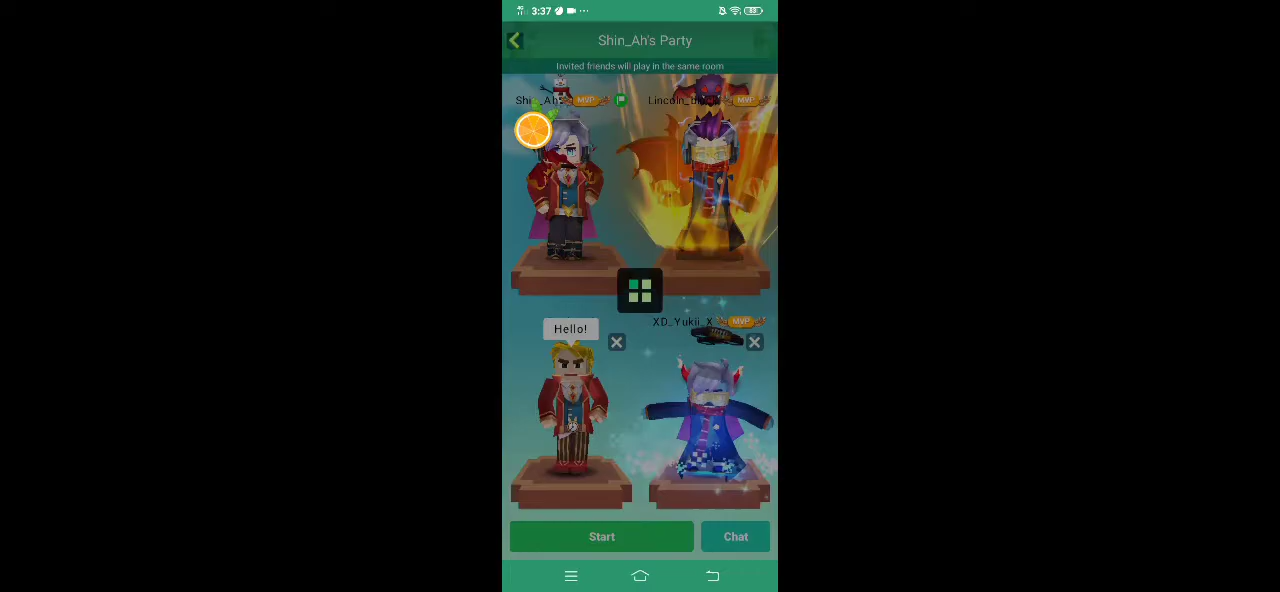 3:37
83
Shin_Ah's Party
Invited friends will play in the same room
MVP
MVP
Hello!
XD_Yukii_X
MVP
Start
Chat